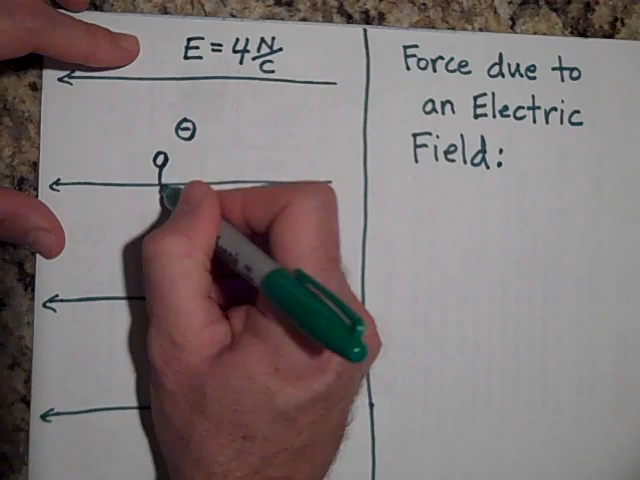 E = 4 N/C
⊖
q
Force due to
an Electric
Field: